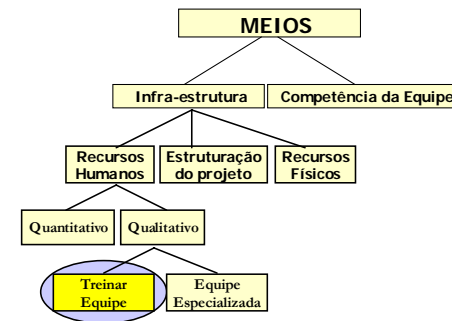 MEIOS
Infra-estrutura
Competência da Equipe
Recursos
Humanos
Estruturação
do projeto
Recursos
Físicos
Quantitativo
Qualitativo
Treinar
Equipe
Equipe
Especializada